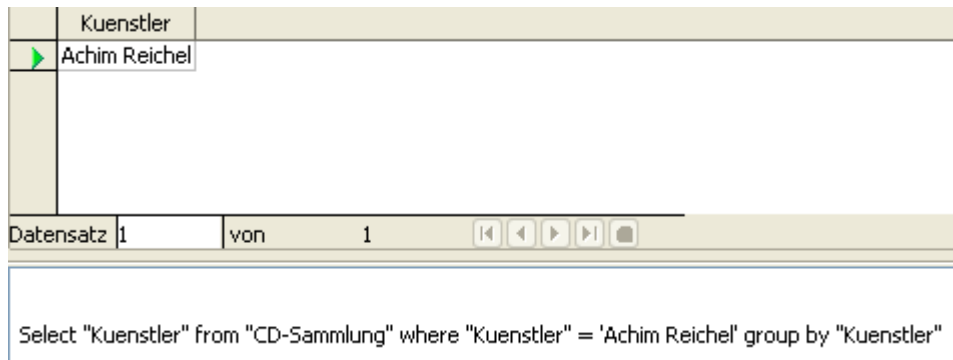 Kuenstler
Achim Reichel
Datensatz 1 von 1
Select "Kuenstler" from "CD-Sammlung" where "Kuenstler" = 'Achim Reichel' group by "Kuenstler"